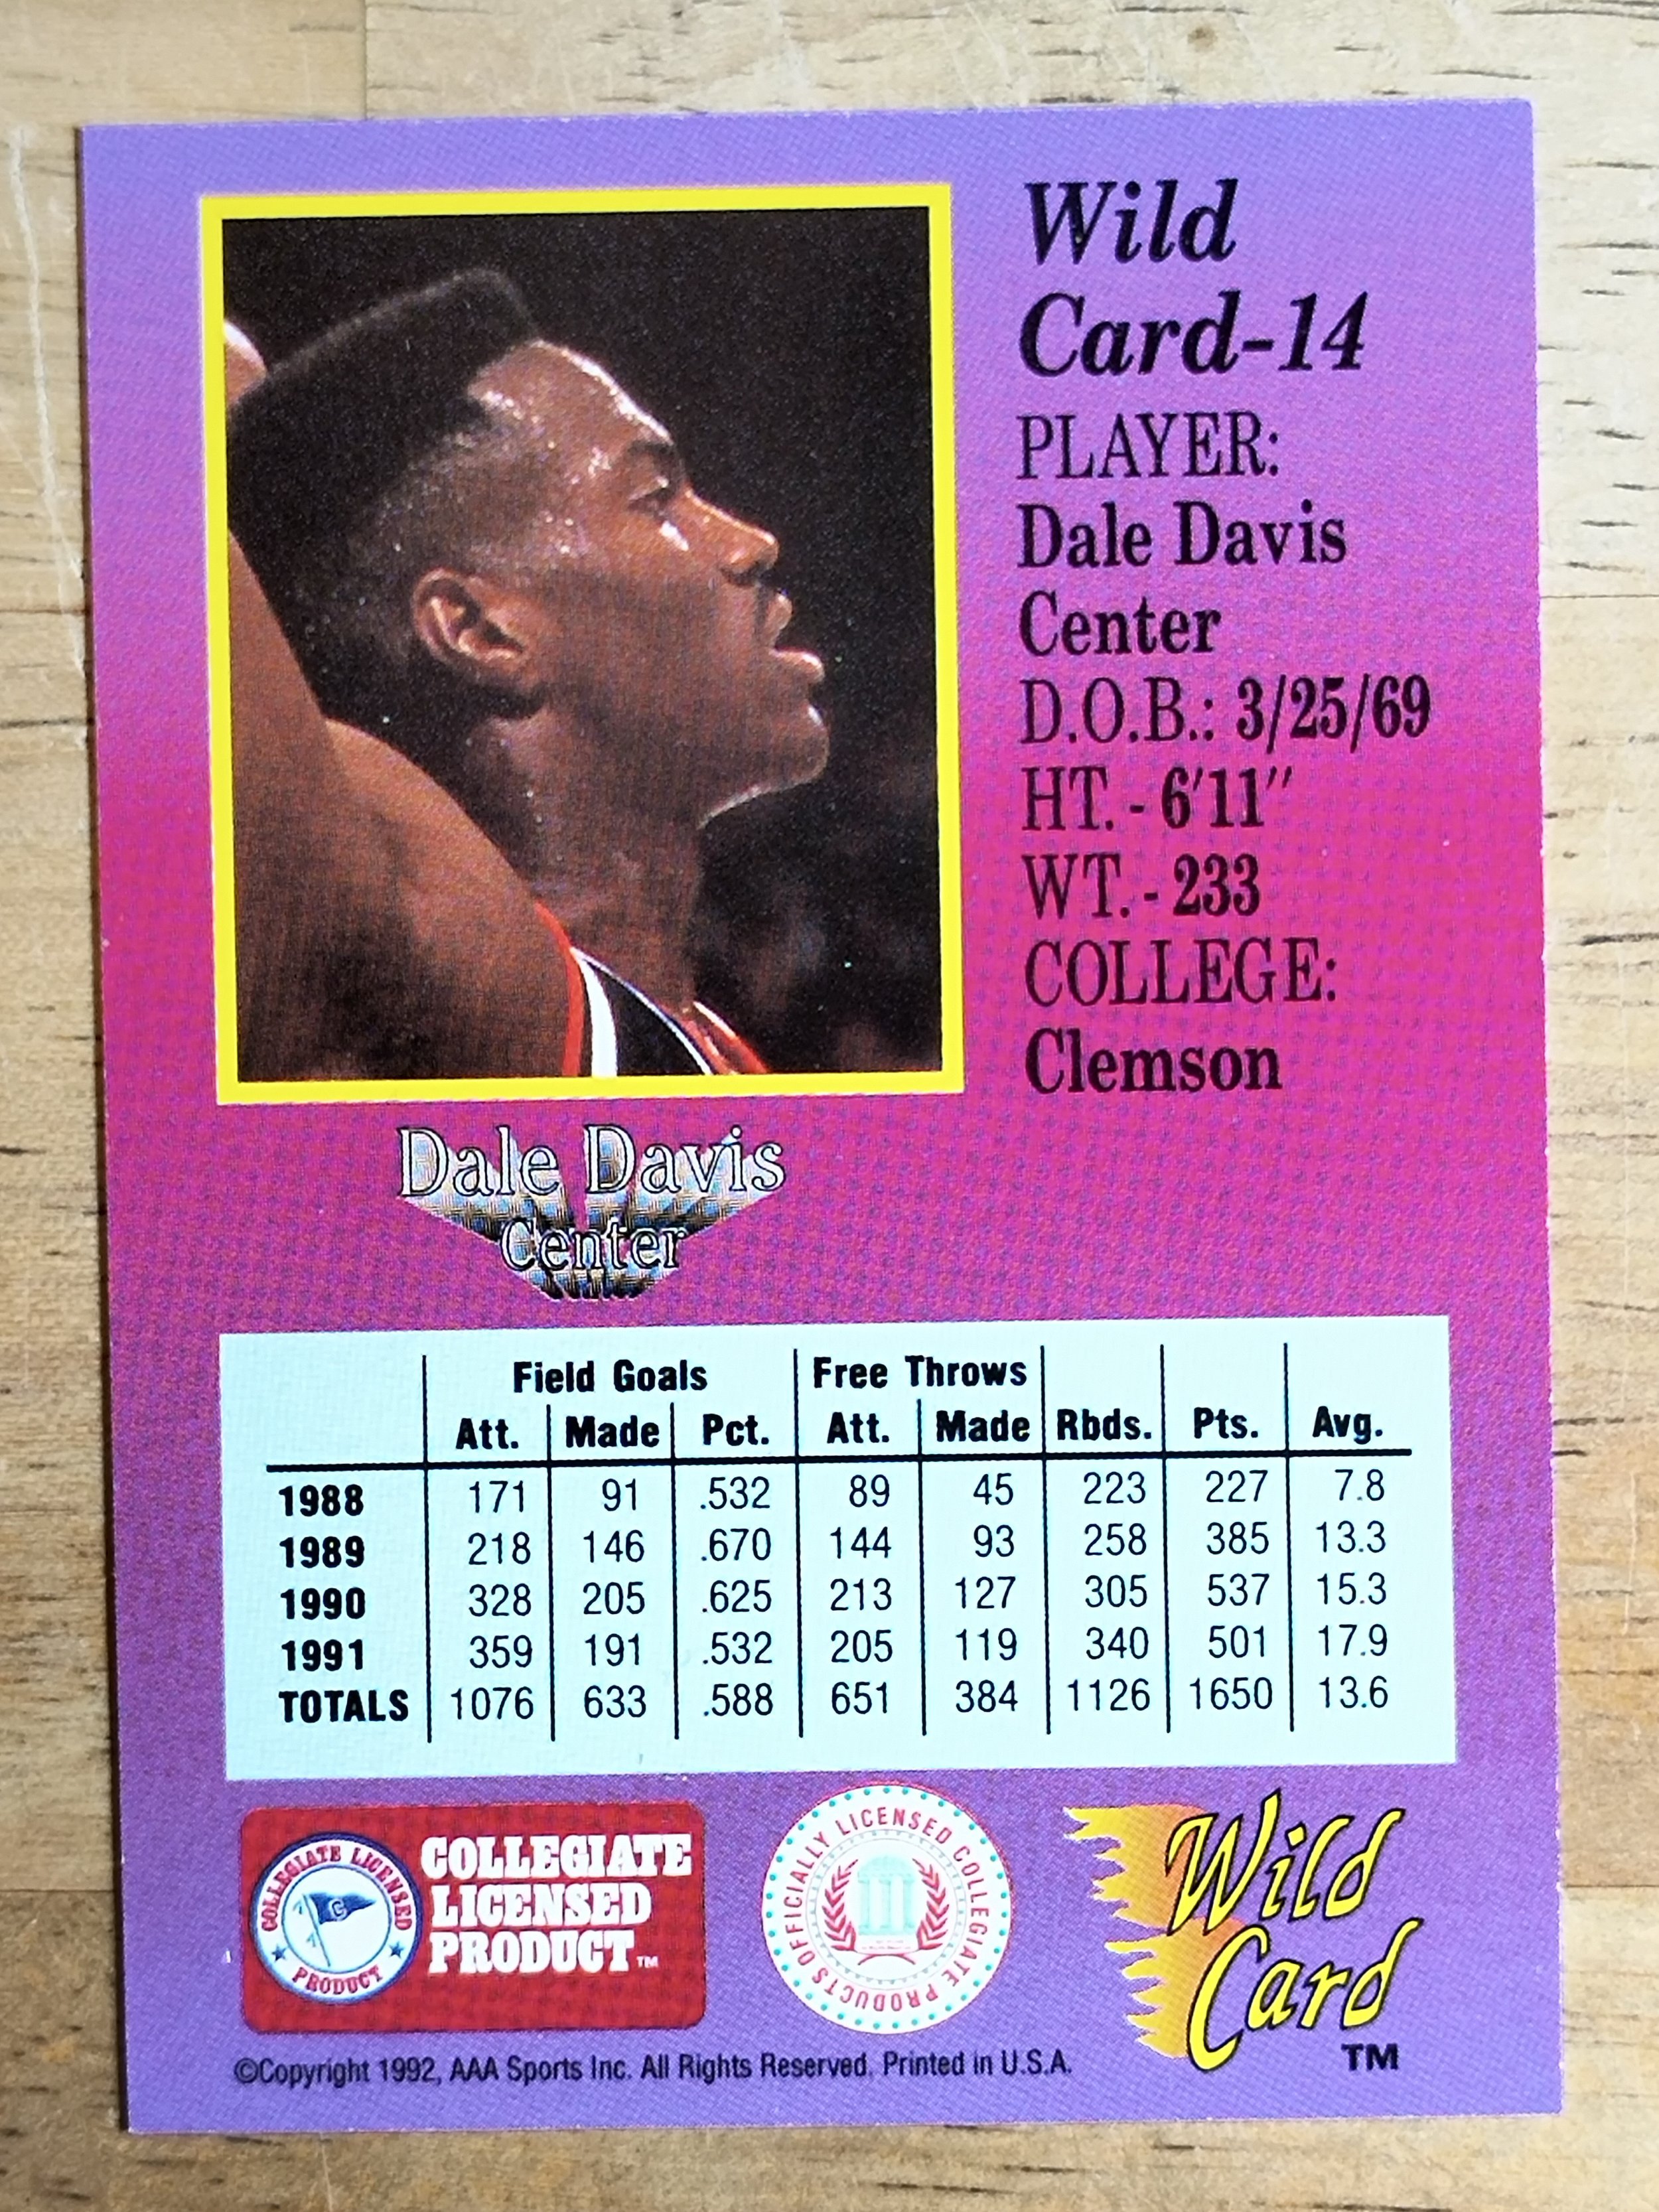 Wild
Card-14
PLAYER:
Dale Davis
Center
D.O.B.: 3/25/69
HT. - 6'11"
WT. - 233
COLLEGE:
Clemson
Dale Davis
Center
Field Goals Free Throws
Att. Made Pct. Att. Made Rbds. Pts. Avg.
1988 171 91 .532 89 45 223 227 7.8
1989 218 146 .670 144 93 258 385 13.3
1990 328 205 .625 213 127 305 537 15.3
1991 359 191 .532 205 119 340 501 17.9
TOTALS 1076 633 .588 651 384 1126 1650 13.6
COLLEGIATE LICENSED PRODUCT
C
COLLEGIATE
LICENSED
PRODUCT™
OFFICIALLY LICENSED COLLEGIATE PRODUCTS
Wild
Card
TM
©Copyright 1992, AAA Sports Inc. All Rights Reserved. Printed in U.S.A.